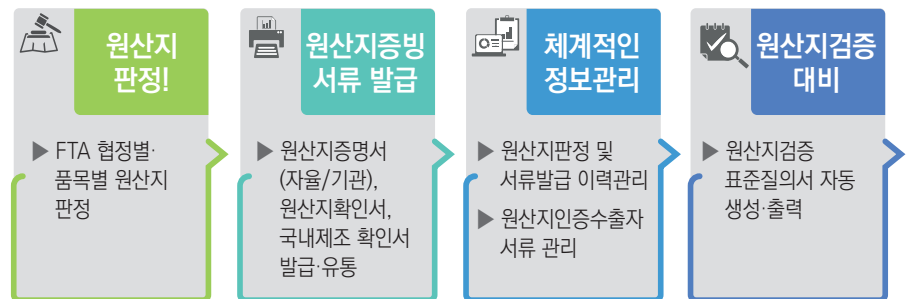 원산지
판정!
▶ FTA 협정별·
품목별 원산지
판정
원산지증빙
서류 발급
▶ 원산지증명서
(자율/기관),
원산지확인서,
국내제조 확인서
발급·유통
체계적인
정보관리
▶ 원산지판정 및
서류발급 이력관리
▶ 원산지인증수출자
서류 관리
원산지검증
대비
▶ 원산지검증
표준질의서 자동
생성·출력